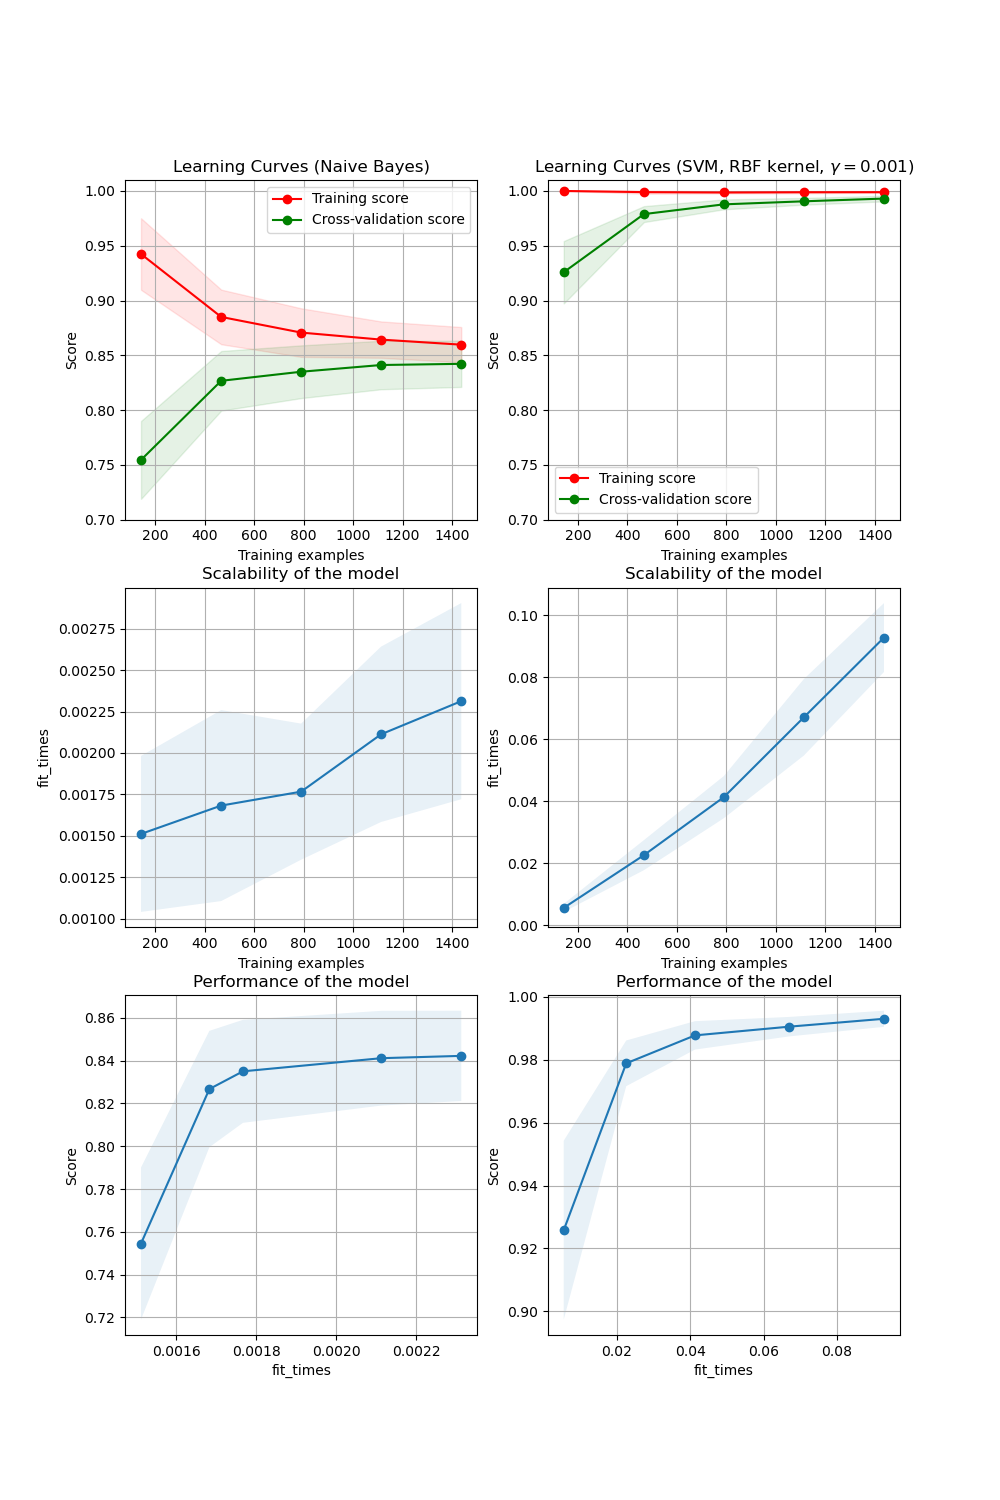 Learning Curves (Naive Bayes)
1.00
0.95
0.90
0.85
0.80
0.75
0.70
Score
Training score
Cross-validation score
200 400 600 800 1000 1200 1400
Training examples
Learning Curves (SVM, RBF kernel, γ = 0.001)
1.00
0.95
0.90
0.85
0.80
0.75
0.70
Score
Training score
Cross-validation score
200 400 600 800 1000 1200 1400
Training examples
Scalability of the model
0.00275
0.00250
0.00225
0.00200
0.00175
0.00150
0.00125
0.00100
fit_times
200 400 600 800 1000 1200 1400
Training examples
Scalability of the model
0.10
0.08
0.06
0.04
0.02
0.00
fit_times
200 400 600 800 1000 1200 1400
Training examples
Performance of the model
0.86
0.84
0.82
0.80
0.78
0.76
0.74
0.72
Score
0.0016 0.0018 0.0020 0.0022
fit_times
Performance of the model
1.00
0.98
0.96
0.94
0.92
0.90
Score
0.02 0.04 0.06 0.08
fit_times